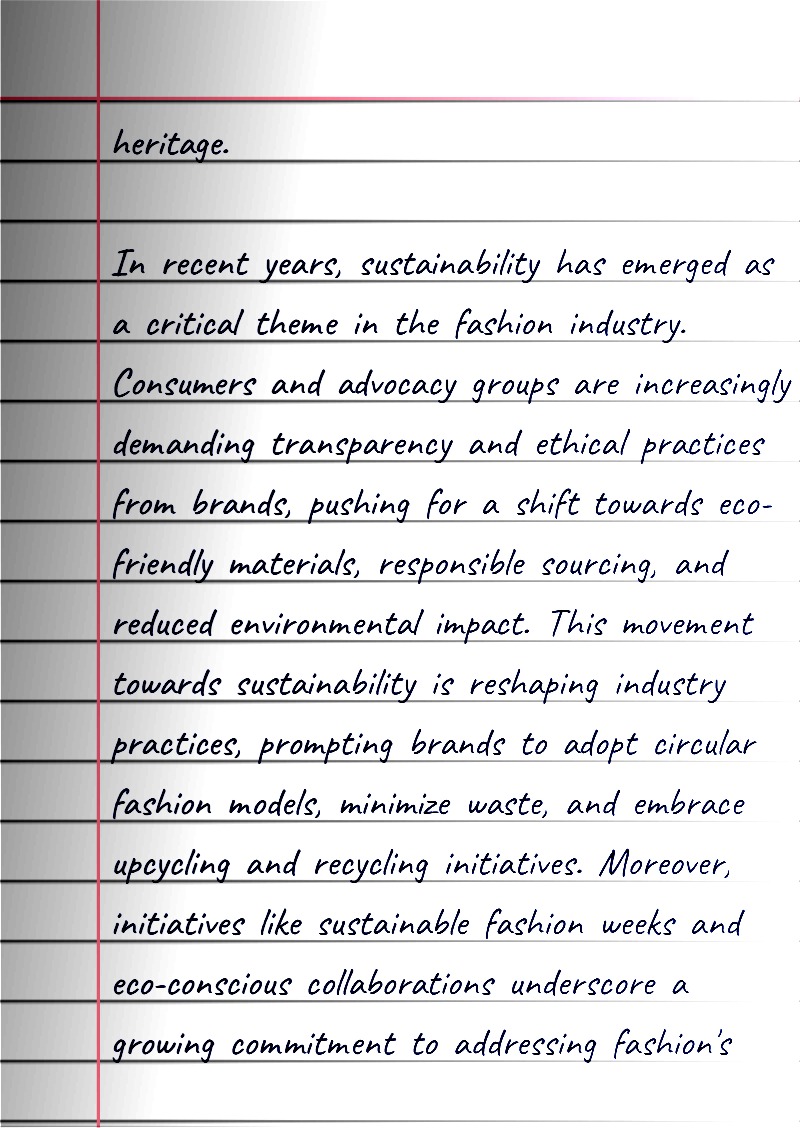 heritage.
In recent years, sustainability has emerged as
a critical theme in the fashion industry.
Consumers and advocacy groups are increasingly
demanding transparency and ethical practices
from brands, pushing for a shift towards eco-
friendly materials, responsible sourcing, and
reduced environmental impact. This movement
towards sustainability is reshaping industry
practices, prompting brands to adopt circular
fashion models, minimize waste, and embrace
upcycling and recycling initiatives. Moreover,
initiatives like sustainable fashion weeks and
eco-conscious collaborations underscore a
growing commitment to addressing fashion's